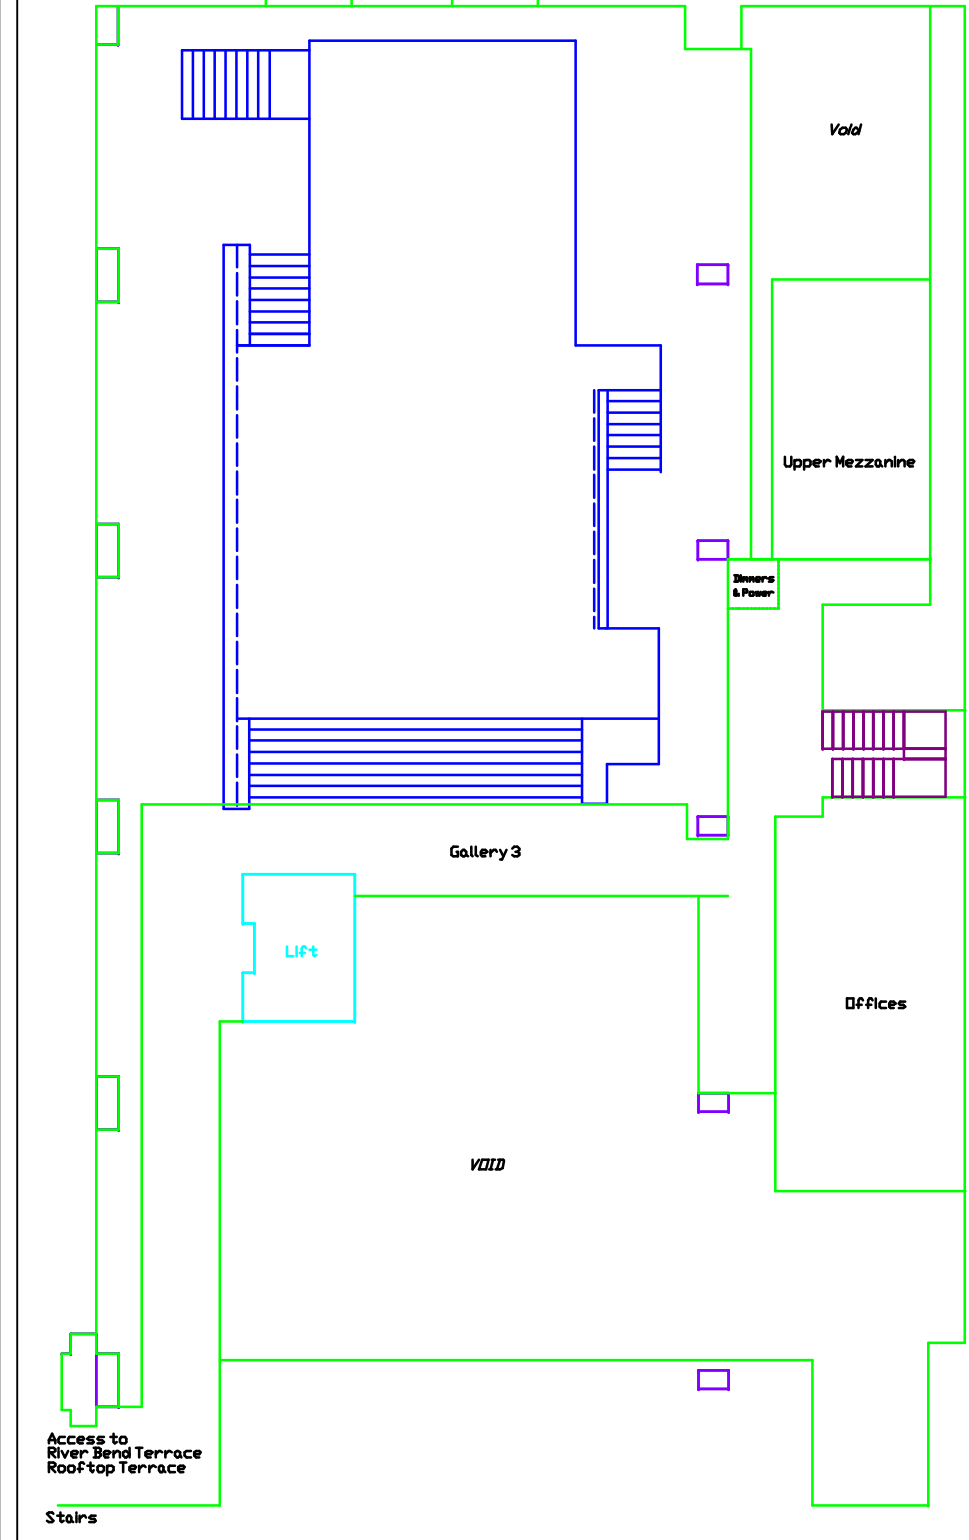 Void
Upper Mezzanine
Dimmers
& Power
Gallery 3
Lift
Offices
VOID
Access to
River Bend Terrace
Rooftop Terrace
Stairs